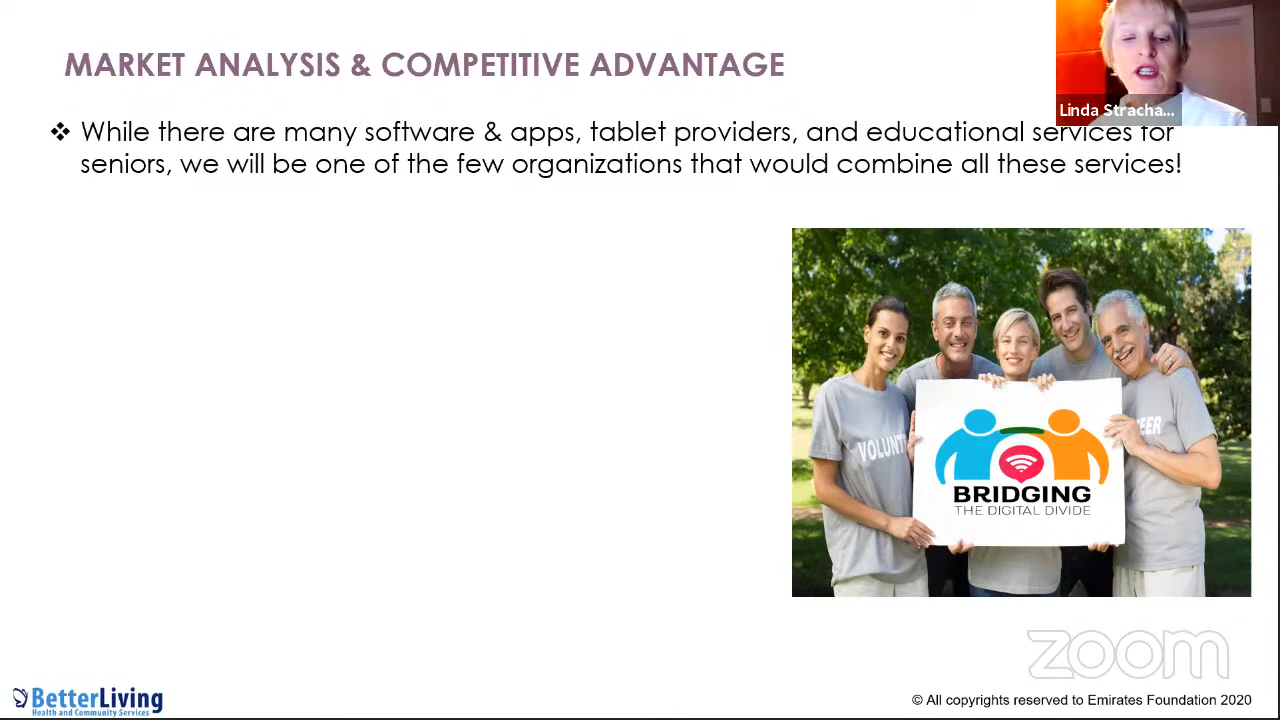 MARKET ANALYSIS & COMPETITIVE ADVANTAGE
Linda Stracha...
❖ While there are many software & apps, tablet providers, and educational services for
seniors, we will be one of the few organizations that would combine all these services!
VOLUNT
EER
BRIDGING
THE DIGITAL DIVIDE
zoom
BetterLiving
Health and Community Services
© All copyrights reserved to Emirates Foundation 2020